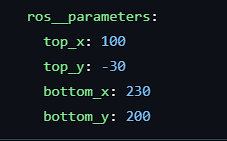 ros__parameters:
top_x: 100
top_y: -30
bottom_x: 230
bottom_y: 200